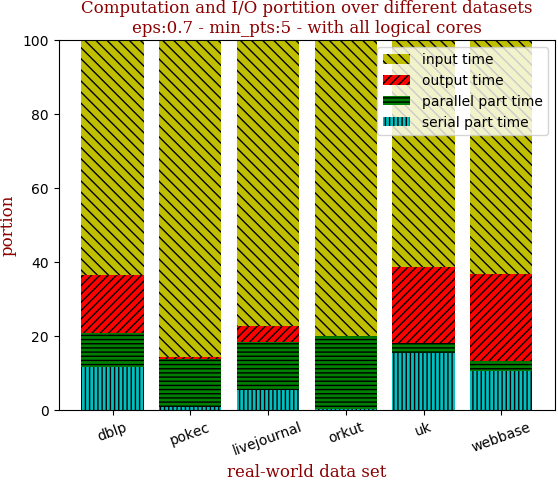 Computation and I/O portition over different datasets
eps:0.7 - min_pts:5 - with all logical cores
100
80
60
40
20
0
portion
input time
output time
parallel part time
serial part time
dblp
pokec
livejournal
orkut
uk
webbase
real-world data set